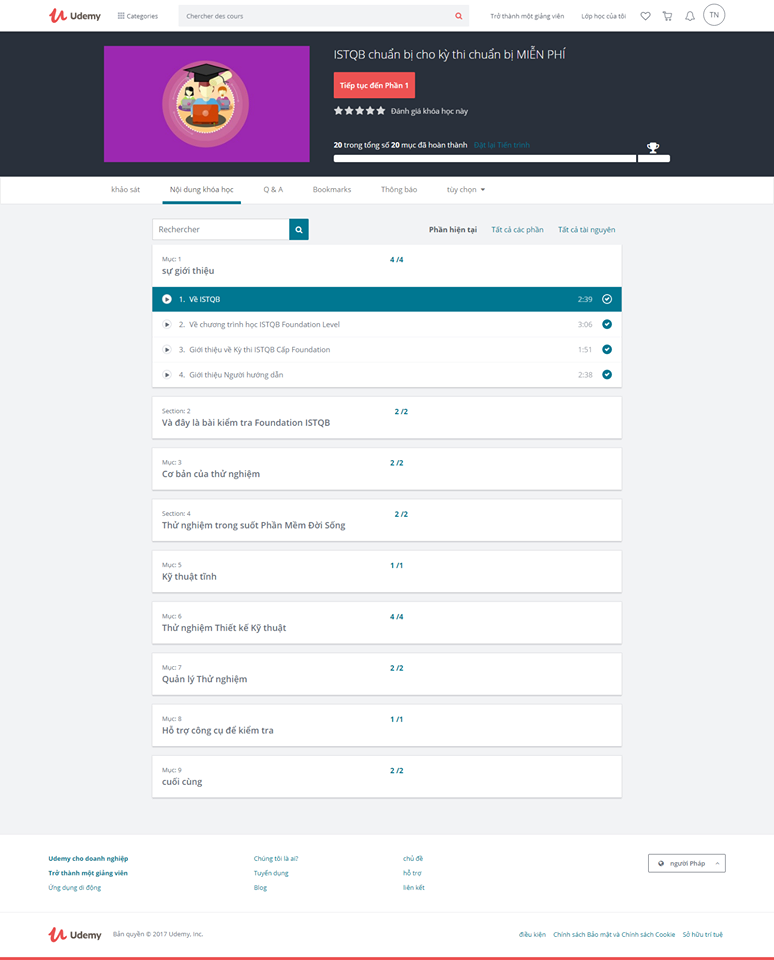 Udemy
Categories
Chercher des cours
Trở thành một giảng viên
Lớp học của tôi
TN
ISTQB chuẩn bị cho kỳ thi chuẩn bị MIỄN PHÍ
Tiếp tục đến Phần 1
Đánh giá khóa học này
20 trong tổng số 20 mục đã hoàn thành Đặt lại Tiến trình
khảo sát
Nội dung khóa học
Q & A
Bookmarks
Thông báo
tùy chọn
Rechercher
Phần hiện tại
Tất cả các phần
Tất cả tài nguyên
Mục: 1
4 /4
sự giới thiệu
1. Về ISTQB 2:39
2. Về chương trình học ISTQB Foundation Level 3:06
3. Giới thiệu về Kỳ thi ISTQB Cấp Foundation 1:51
4. Giới thiệu Người hướng dẫn 2:38
Section: 2
2 /2
Và đây là bài kiểm tra Foundation ISTQB
Mục: 3
2 /2
Cơ bản của thử nghiệm
Section: 4
2 /2
Thử nghiệm trong suốt Phần Mềm Đời Sống
Mục: 5
1 /1
Kỹ thuật tĩnh
Mục: 6
4 /4
Thử nghiệm Thiết kế Kỹ thuật
Mục: 7
2 /2
Quản lý Thử nghiệm
Mục: 8
1 /1
Hỗ trợ công cụ để kiểm tra
Mục: 9
2 /2
cuối cùng
Udemy cho doanh nghiệp
Trở thành một giảng viên
Ứng dụng di động
Chúng tôi là ai?
Tuyển dụng
Blog
chủ đề
hỗ trợ
liên kết
người Pháp
Udemy
Bản quyền © 2017 Udemy, Inc.
điều kiện
Chính sách Bảo mật và Chính sách Cookie
Sở hữu trí tuệ